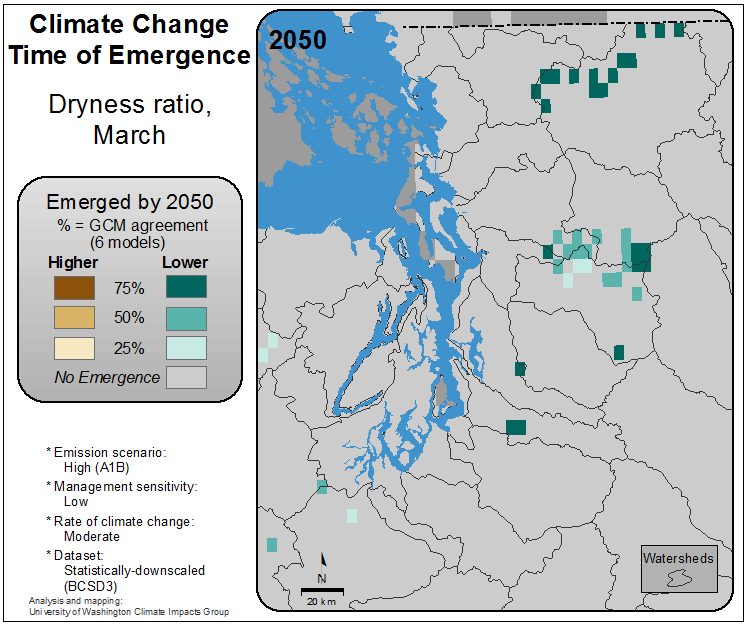 Climate Change
Time of Emergence
Dryness ratio,
March
Emerged by 2050
% = GCM agreement
(6 models)
Higher Lower
75%
50%
25%
No Emergence
* Emission scenario:
High (A1B)
* Management sensitivity:
Low
* Rate of climate change:
Moderate
* Dataset:
Statistically-downscaled
(BCSD3)
Analysis and mapping:
University of Washington Climate Impacts Group
2050
N
20 km
Watersheds